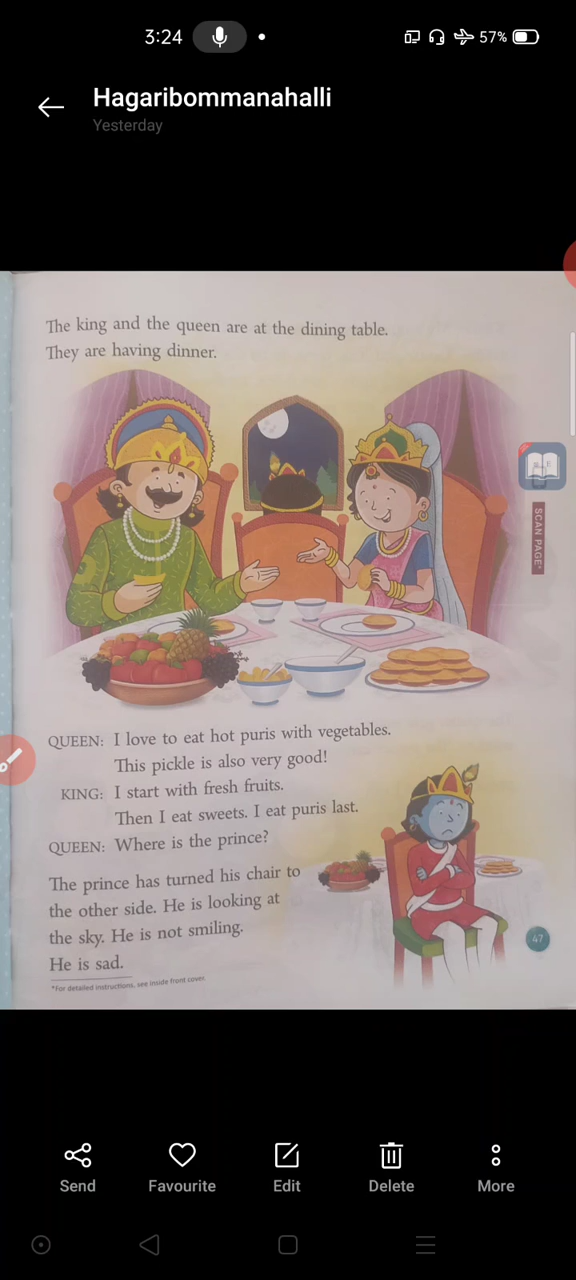 3:24
57%
Hagaribommanahalli
Yesterday
The king and the queen are at the dining table.
They are having dinner.
SCAN PAGE*
QUEEN: I love to eat hot puris with vegetables.
This pickle is also very good!
KING: I start with fresh fruits.
Then I eat sweets. I eat puris last.
QUEEN: Where is the prince?
The prince has turned his chair to
the other side. He is looking at
the sky. He is not smiling.
He is sad.
47
*For detailed instructions, see inside front cover
Send
Favourite
Edit
Delete
More